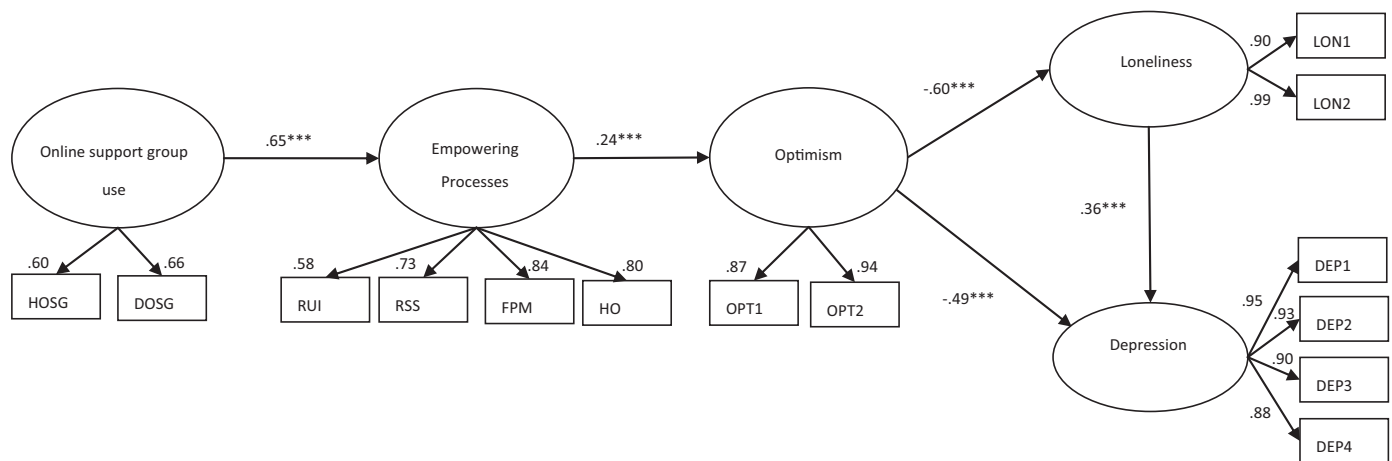 Online support group
use
.65***
Empowering
Processes
.24***
Optimism
-.60***
Loneliness
.90
LON1
.99
LON2
.36***
-.49***
Depression
.60
HOSG
.66
DOSG
.58
RUI
.73
RSS
.84
FPM
.80
HO
.87
OPT1
.94
OPT2
.95
DEP1
.93
DEP2
.90
DEP3
.88
DEP4